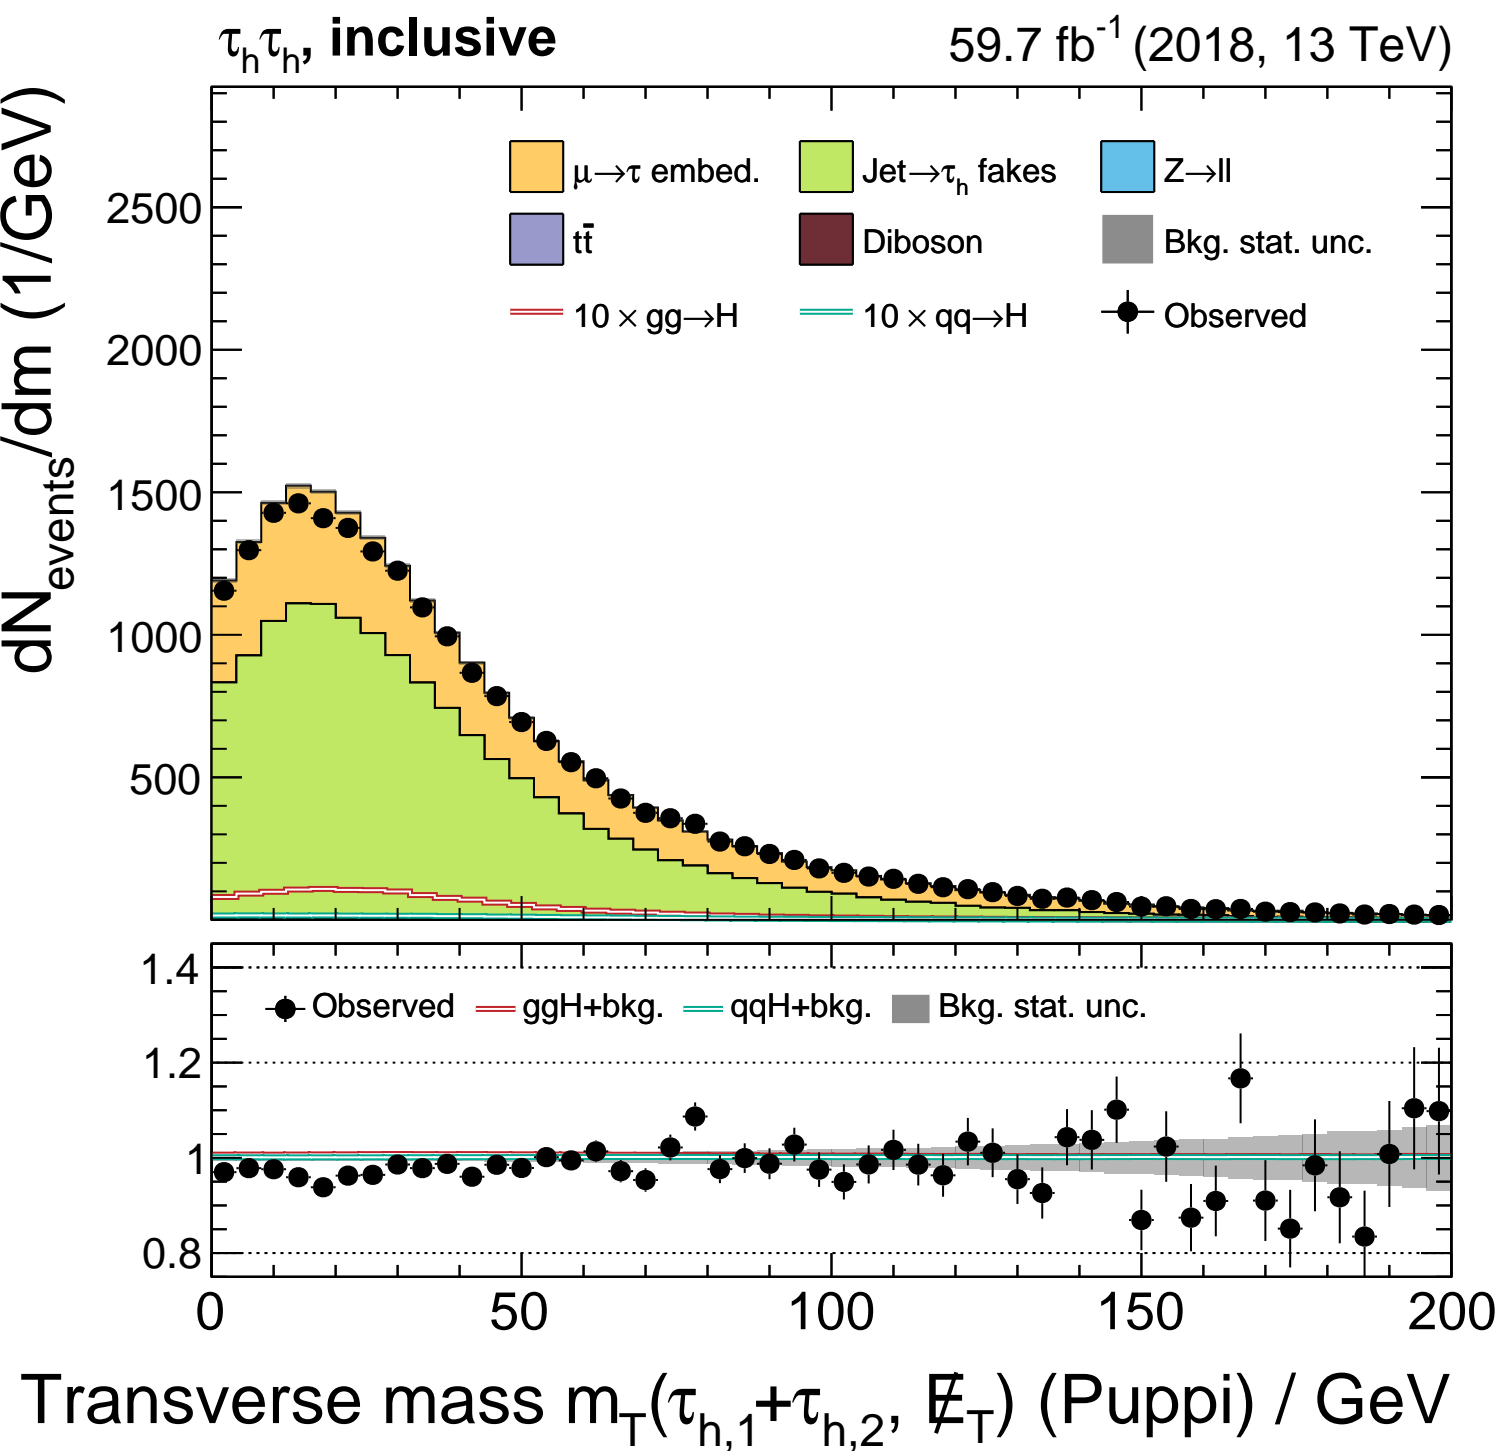 τhτh, inclusive 59.7 fb-1 (2018, 13 TeV)
dNevents/dm (1/GeV)
μ→τ embed. Jet→τh fakes Z→ll
tt̄ Diboson Bkg. stat. unc.
10 × gg→H 10 × qq→H Observed
2500
2000
1500
1000
500
1.4
Observed ggH+bkg. qqH+bkg. Bkg. stat. unc.
1.2
1
0.8
0 50 100 150 200
Transverse mass mT(τh,1+τh,2, E̸T) (Puppi) / GeV